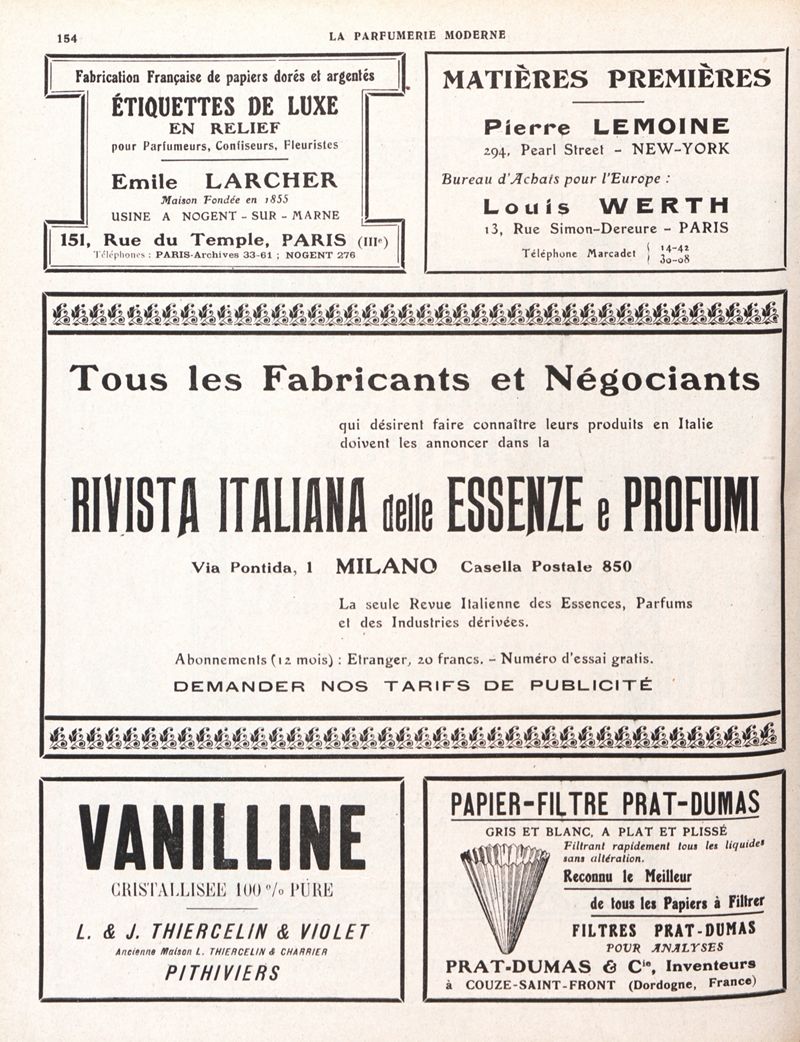 154
LA PARFUMERIE MODERNE
Fabrication Française de papiers dorés et argentés
ÉTIQUETTES DE LUXE
EN RELIEF
pour Parfumeurs, Confiseurs, Fleuristes
Emile LARCHER
Maison Fondée en 1855
USINE A NOGENT-SUR-MARNE
151, Rue du Temple, PARIS (IIIe)
Téléphones : PARIS-Archives 33-61 ; NOGENT 276
MATIÈRES PREMIÈRES
Pierre LEMOINE
294, Pearl Street - NEW-YORK
Bureau d'Achats pour l'Europe :
Louis WERTH
13, Rue Simon-Dereure - PARIS
Téléphone Marcadet { 14-42
30-08
Tous les Fabricants et Négociants
qui désirent faire connaître leurs produits en Italie
doivent les annoncer dans la
RIVISTA ITALIANA delle ESSENZE e PROFUMI
Via Pontida, 1 MILANO Casella Postale 850
La seule Revue Italienne des Essences, Parfums
et des Industries dérivées.
Abonnements (12 mois) : Etranger, 20 francs. - Numéro d'essai gratis.
DEMANDER NOS TARIFS DE PUBLICITÉ
VANILLINE
CRISTALLISEE 100 % PURE
L. & J. THIERCELIN & VIOLET
Ancienne Maison L. THIERCELIN & CHARRIER
PITHIVIERS
PAPIER-FILTRE PRAT-DUMAS
GRIS ET BLANC, A PLAT ET PLISSÉ
Filtrant rapidement tous les liquides
sans altération.
Reconnu le Meilleur
de tous les Papiers à Filtrer
FILTRES PRAT-DUMAS
POUR ANALYSES
PRAT-DUMAS & Cie, Inventeurs
à COUZE-SAINT-FRONT (Dordogne, France)